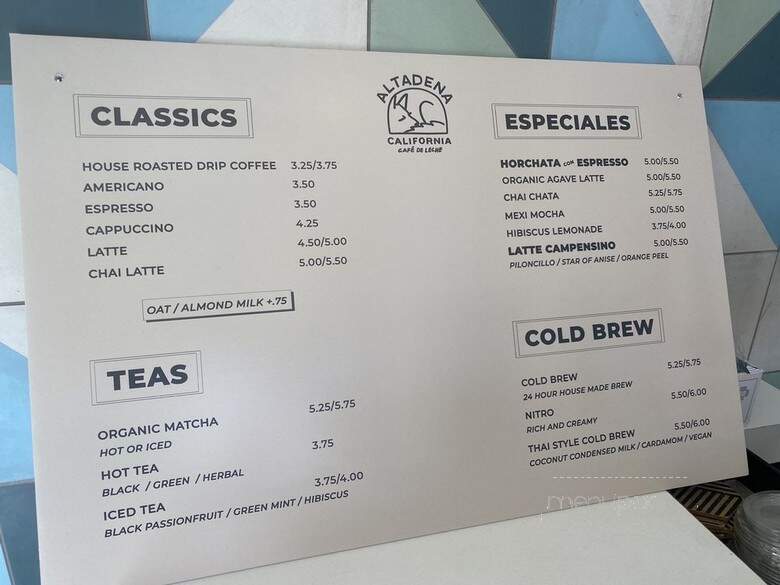 ALTADENA
CALIFORNIA
CAFÉ DE LECHE
CLASSICS
HOUSE ROASTED DRIP COFFEE 3.25/3.75
AMERICANO 3.50
ESPRESSO 3.50
CAPPUCCINO 4.25
LATTE 4.50/5.00
CHAI LATTE 5.00/5.50
OAT / ALMOND MILK +.75
TEAS
ORGANIC MATCHA 5.25/5.75
HOT OR ICED
HOT TEA 3.75
BLACK / GREEN / HERBAL
ICED TEA 3.75/4.00
BLACK PASSIONFRUIT / GREEN MINT / HIBISCUS
ESPECIALES
HORCHATA CON ESPRESSO 5.00/5.50
ORGANIC AGAVE LATTE 5.00/5.50
CHAI CHATA 5.25/5.75
MEXI MOCHA 5.00/5.50
HIBISCUS LEMONADE 3.75/4.00
LATTE CAMPENSINO 5.00/5.50
PILONCILLO / STAR OF ANISE / ORANGE PEEL
COLD BREW
COLD BREW 5.25/5.75
24 HOUR HOUSE MADE BREW
NITRO 5.50/6.00
RICH AND CREAMY
THAI STYLE COLD BREW 5.50/6.00
COCONUT CONDENSED MILK / CARDAMOM / VEGAN